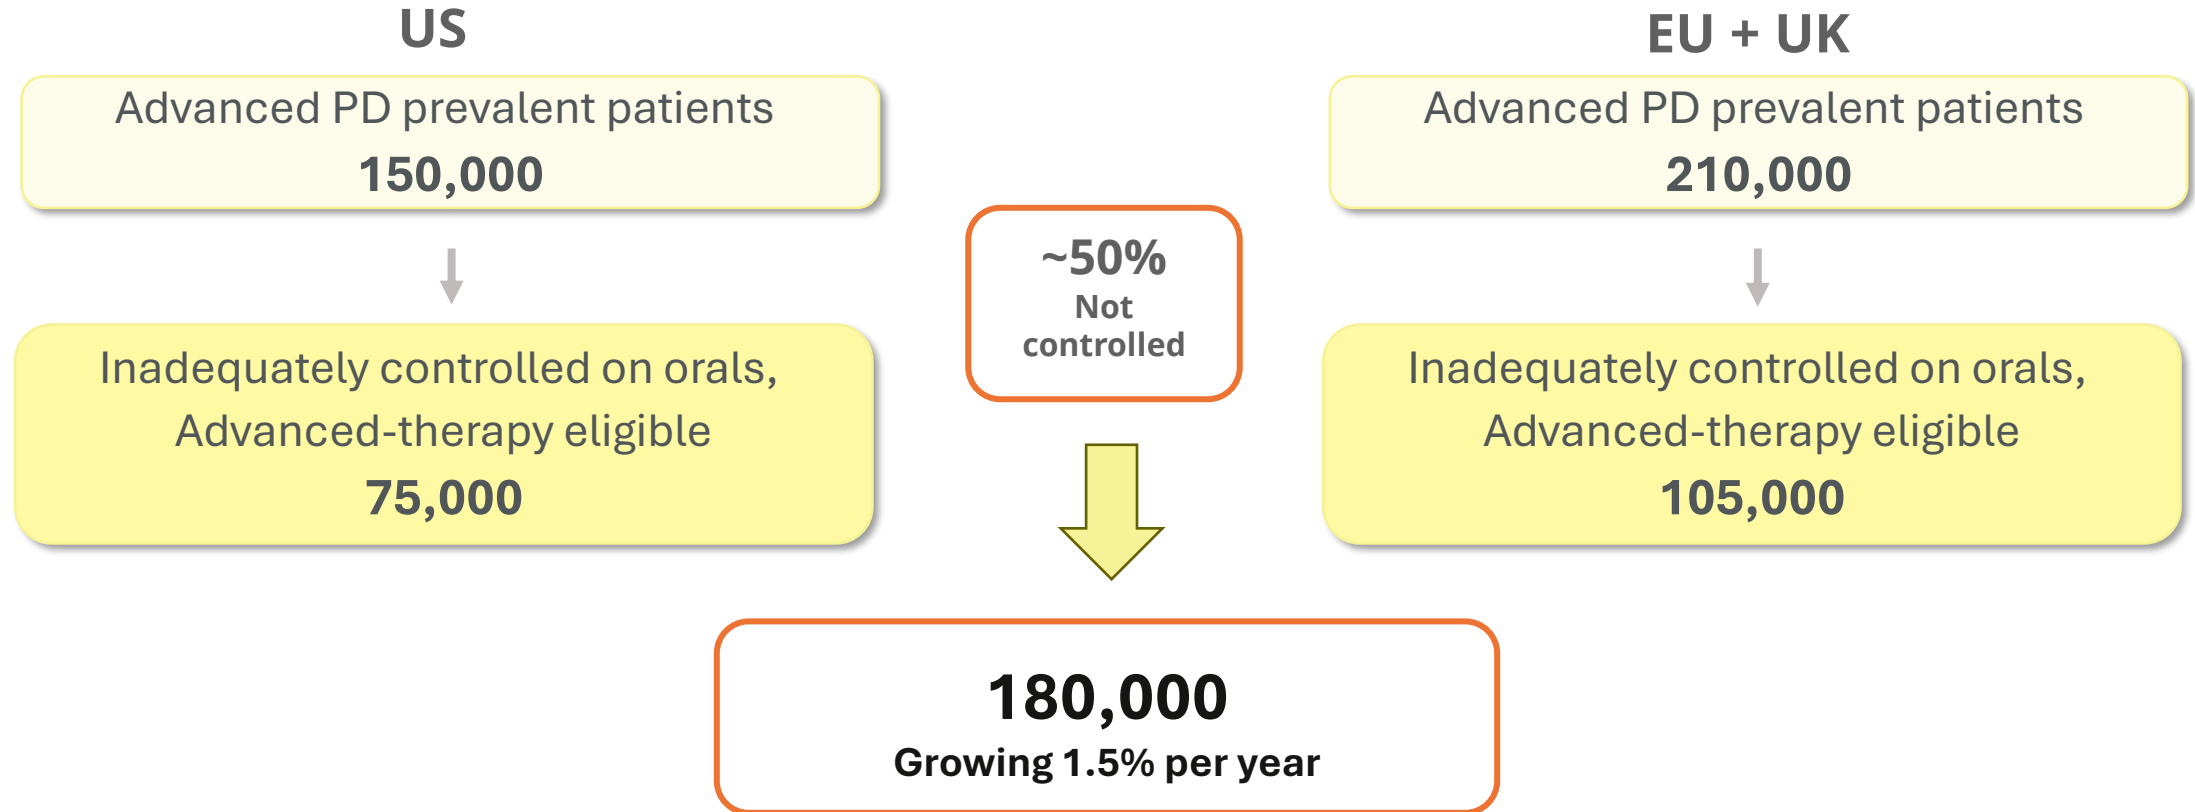 US
Advanced PD prevalent patients
150,000
Inadequately controlled on orals,
Advanced-therapy eligible
75,000
~50%
Not
controlled
EU + UK
Advanced PD prevalent patients
210,000
Inadequately controlled on orals,
Advanced-therapy eligible
105,000
180,000
Growing 1.5% per year